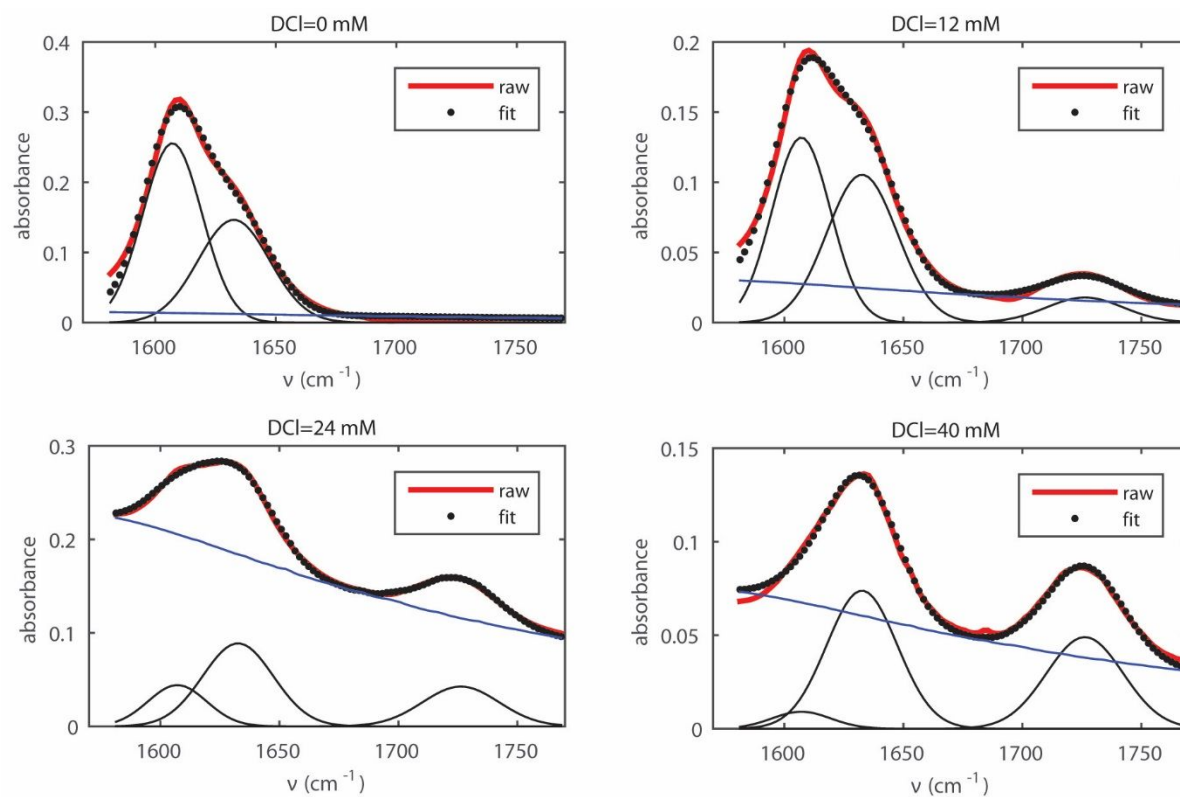 DCl=0 mM
0.4
0.3
0.2
0.1
0
absorbance
raw
fit
1600
1650
1700
1750
ν (cm⁻¹)
DCl=12 mM
0.2
0.15
0.1
0.05
0
absorbance
raw
fit
1600
1650
1700
1750
ν (cm⁻¹)
DCl=24 mM
0.3
0.2
0.1
0
absorbance
raw
fit
1600
1650
1700
1750
ν (cm⁻¹)
DCl=40 mM
0.15
0.1
0.05
0
absorbance
raw
fit
1600
1650
1700
1750
ν (cm⁻¹)